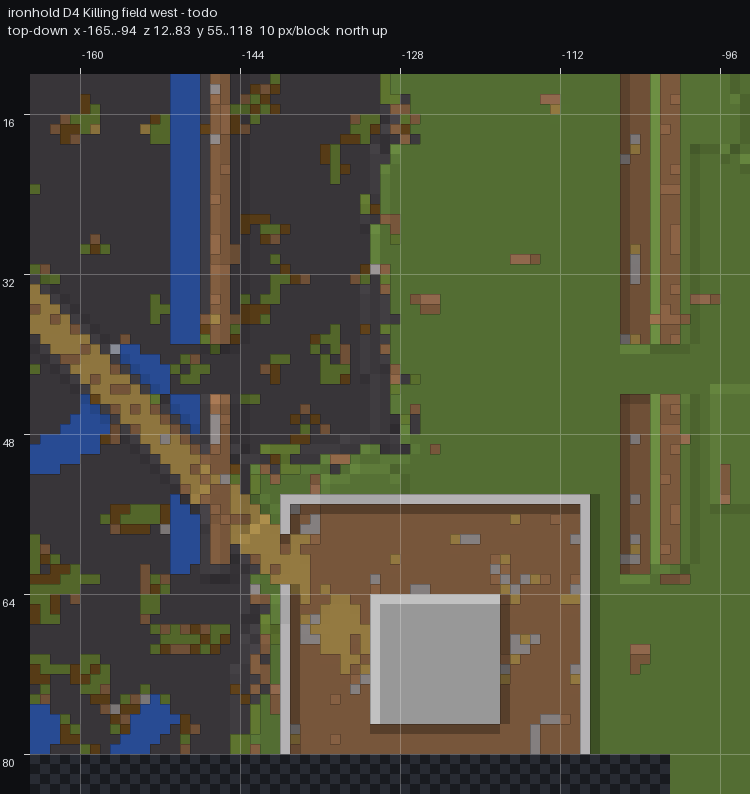 ironhold D4 Killing field west - todo
top-down  x -165..-94  z 12..83  y 55..118  10 px/block  north up
-160 -144 -128 -112 -96
16
32
48
64
80